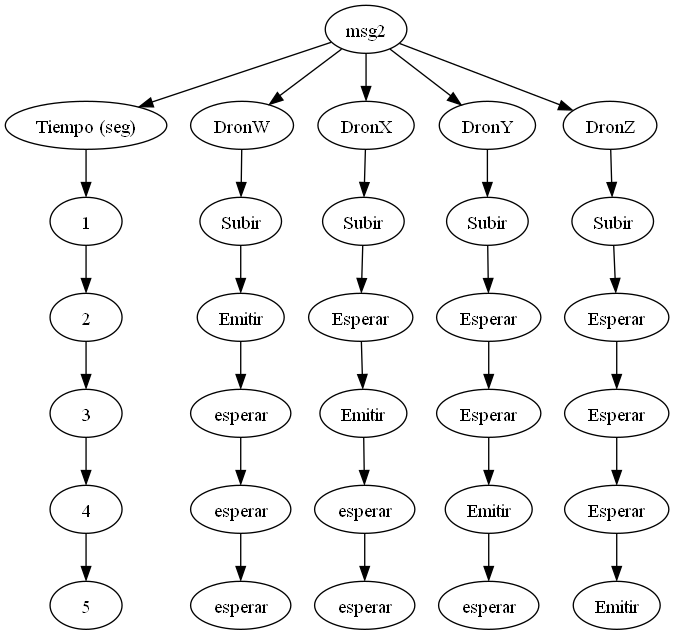 msg2
Tiempo (seg) DronW DronX DronY DronZ
1 Subir Subir Subir Subir
2 Emitir Esperar Esperar Esperar
3 esperar Emitir Esperar Esperar
4 esperar esperar Emitir Esperar
5 esperar esperar esperar Emitir